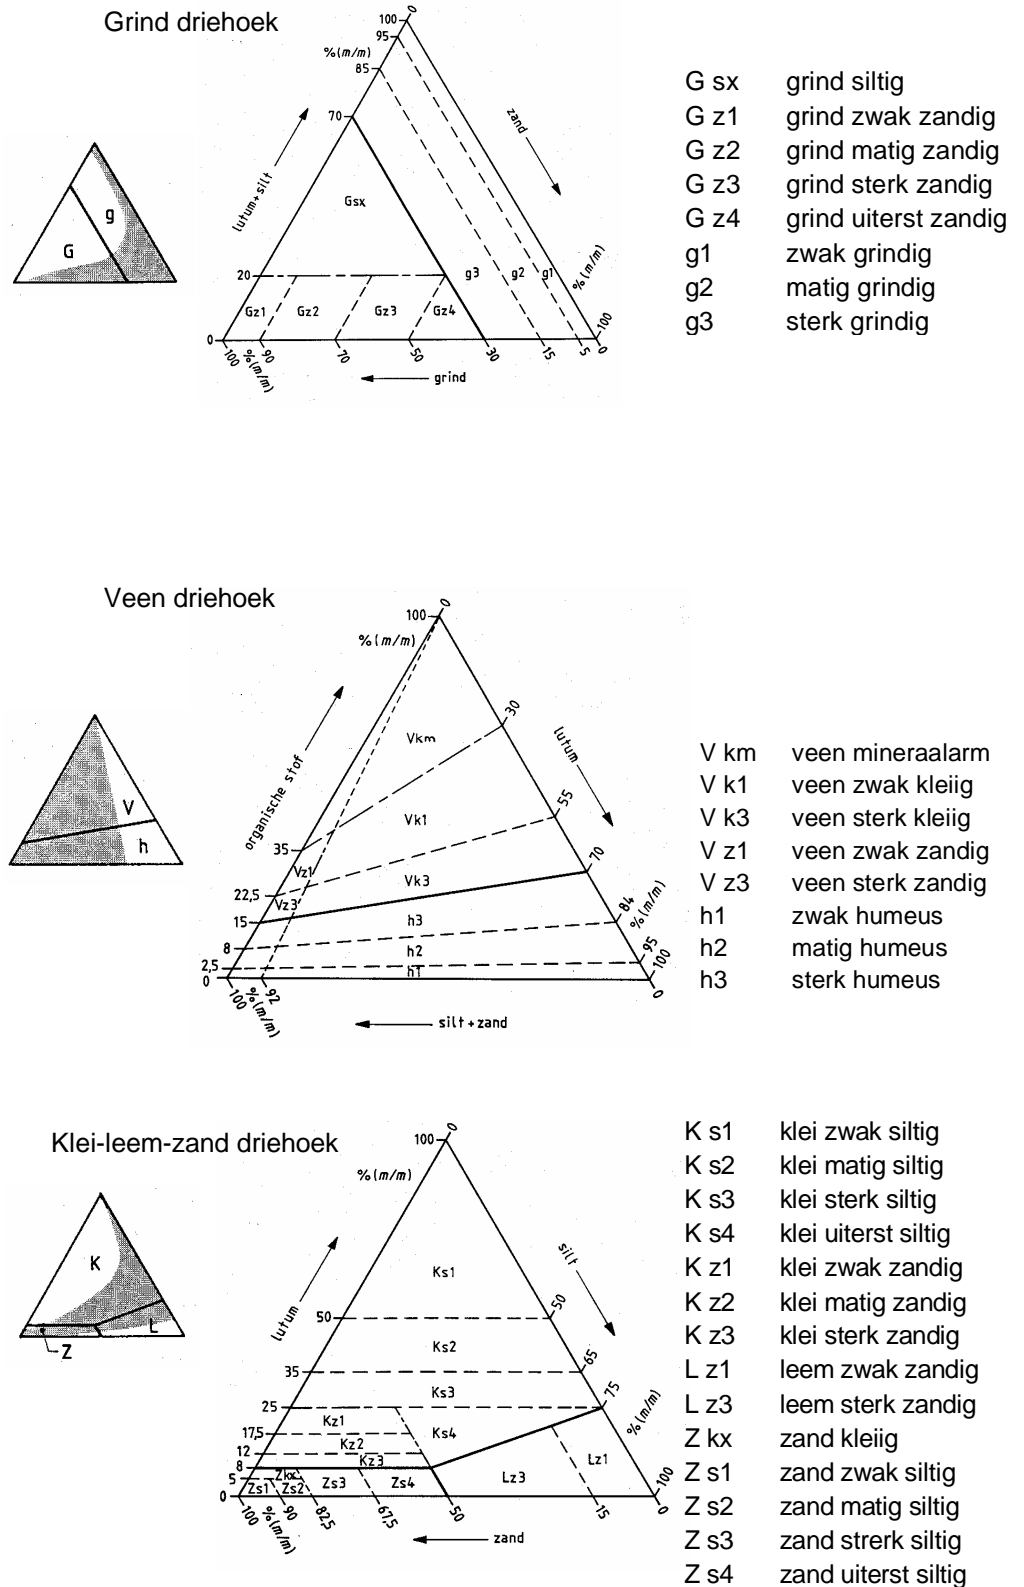 Grind driehoek
0
100
95
%(m/m)
85
70
zand
lutum+silt
Gsx
G
g
20
g3
g2
g1
%(m/m)
Gz1
Gz2
Gz3
Gz4
0
100
90
70
50
30
15
5
0
100
%(m/m)
grind
G sx grind siltig
G z1 grind zwak zandig
G z2 grind matig zandig
G z3 grind sterk zandig
G z4 grind uiterst zandig
g1 zwak grindig
g2 matig grindig
g3 sterk grindig
Veen driehoek
0
100
%(m/m)
30
organische stof
Vkm
lutum
V
h
55
Vk1
35
70
Vz1
Vk3
22,5
Vz3
84
%(m/m)
15
h3
8
h2
95
2,5
h1
100
0
100
92
0
%(m/m)
silt+zand
V km veen mineraalarm
V k1 veen zwak kleiig
V k3 veen sterk kleiig
V z1 veen zwak zandig
V z3 veen sterk zandig
h1 zwak humeus
h2 matig humeus
h3 sterk humeus
Klei-leem-zand driehoek
0
100
%(m/m)
K
L
Z
lutum
silt
Ks1
50
50
Ks2
35
65
Ks3
25
75
Kz1
17,5
Ks4
%(m/m)
Kz2
12
Kz3
8
Zkx
5
Zs1
Zs2
Zs3
Zs4
Lz3
Lz1
100
0
100
90
82,5
67,5
50
15
0
%(m/m)
zand
K s1 klei zwak siltig
K s2 klei matig siltig
K s3 klei sterk siltig
K s4 klei uiterst siltig
K z1 klei zwak zandig
K z2 klei matig zandig
K z3 klei sterk zandig
L z1 leem zwak zandig
L z3 leem sterk zandig
Z kx zand kleiig
Z s1 zand zwak siltig
Z s2 zand matig siltig
Z s3 zand strerk siltig
Z s4 zand uiterst siltig